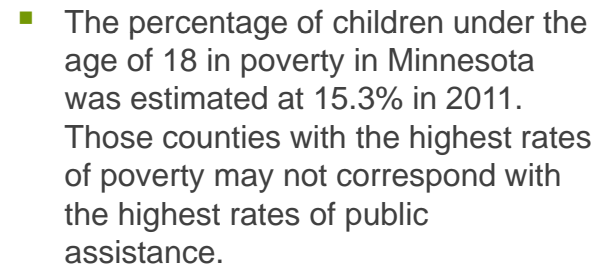 ▪ The percentage of children under the
age of 18 in poverty in Minnesota
was estimated at 15.3% in 2011.
Those counties with the highest rates
of poverty may not correspond with
the highest rates of public
assistance.